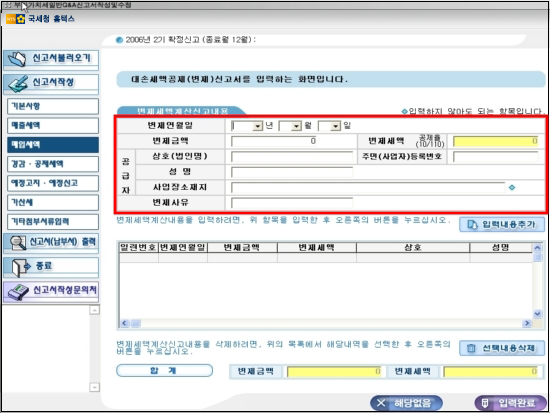 부가가치세일반Q&A신고서작성및수정
국세청 홈택스
2006년 2기 확정신고 (종료월 12월) :
신고서불러오기
신고서작성
대손세액공제(변제)신고서를 입력하는 화면입니다.
기본사항
변제세액계산신고내용
◆입력하지 않아도 되는 항목입니다.
매출세액
변제연월일 년 월 일
매입세액
변제금액 0 변제세액 공제율 (10/110) 0
경감ㆍ공제세액
공급자
상호(법인명) 주민(사업자)등록번호
성 명
예정고지ㆍ예정신고
사업장소재지
가산세
변제사유
기타첨부서류입력
변제세액계산내용을 입력하려면, 위 항목을 입력한 후 오른쪽의 버튼을 누르십시오.
입력내용추가
신고서(납부서) 출력
일련번호 변제연월일 변제금액 변제세액 상호 성명
종료
신고서작성문의처
변제세액계산신고내용을 삭제하려면, 위의 목록에서 해당내역을 선택한 후 오른쪽의
버튼을 누르십시오.
선택내용삭제
합 계 변제금액 0 변제세액 0
해당없음 입력완료